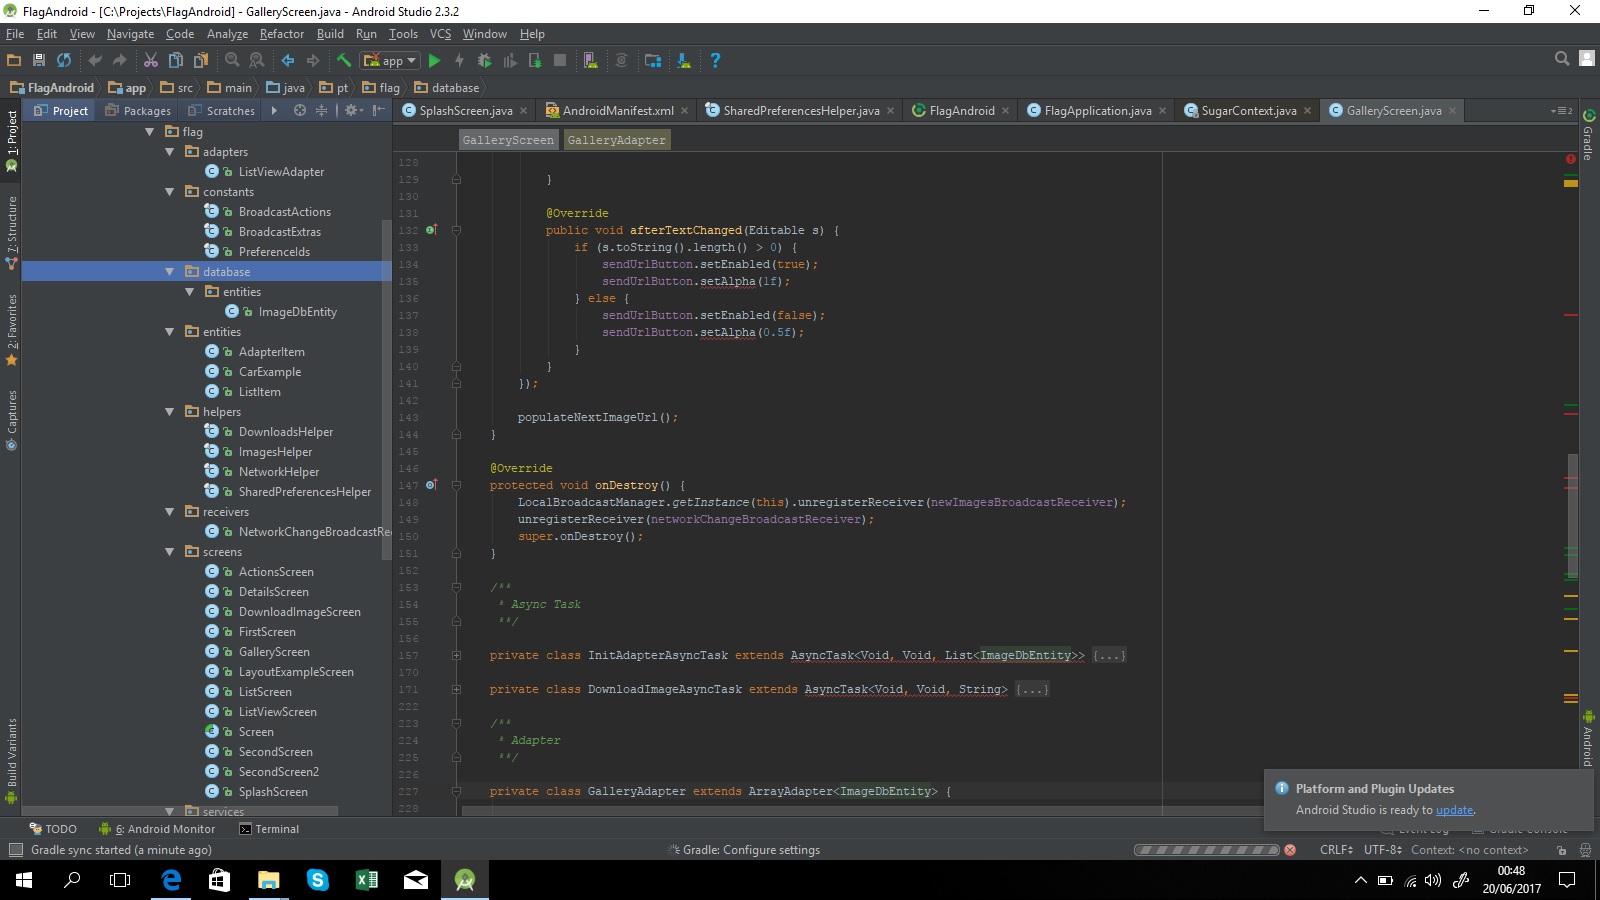 FlagAndroid - [C:\Projects\FlagAndroid] - GalleryScreen.java - Android Studio 2.3.2
File Edit View Navigate Code Analyze Refactor Build Run Tools VCS Window Help
app
FlagAndroid app src main java pt flag database
Project Packages Scratches
SplashScreen.java AndroidManifest.xml SharedPreferencesHelper.java FlagAndroid FlagApplication.java SugarContext.java GalleryScreen.java
GalleryScreen GalleryAdapter
1: Project
7: Structure
2: Favorites
Captures
Build Variants
flag
adapters
ListViewAdapter
constants
BroadcastActions
BroadcastExtras
PreferenceIds
database
entities
ImageDbEntity
entities
AdapterItem
CarExample
ListItem
helpers
DownloadsHelper
ImagesHelper
NetworkHelper
SharedPreferencesHelper
receivers
NetworkChangeBroadcastRe
screens
ActionsScreen
DetailsScreen
DownloadImageScreen
FirstScreen
GalleryScreen
LayoutExampleScreen
ListScreen
ListViewScreen
Screen
SecondScreen
SecondScreen2
SplashScreen
services
128
129 }
130
131 @Override
132 public void afterTextChanged(Editable s) {
133 if (s.toString().length() > 0) {
134 sendUrlButton.setEnabled(true);
135 sendUrlButton.setAlpha(1f);
136 } else {
137 sendUrlButton.setEnabled(false);
138 sendUrlButton.setAlpha(0.5f);
139 }
140 }
141 });
142
143 populateNextImageUrl();
144 }
145
146 @Override
147 protected void onDestroy() {
148 LocalBroadcastManager.getInstance(this).unregisterReceiver(newImagesBroadcastReceiver);
149 unregisterReceiver(networkChangeBroadcastReceiver);
150 super.onDestroy();
151 }
152
153 /**
154 * Async Task
155 **/
156
157 private class InitAdapterAsyncTask extends AsyncTask<Void, Void, List<ImageDbEntity>> {...}
170
171 private class DownloadImageAsyncTask extends AsyncTask<Void, Void, String> {...}
222
223 /**
224 * Adapter
225 **/
226
227 private class GalleryAdapter extends ArrayAdapter<ImageDbEntity> {
228
Gradle
Android
Platform and Plugin Updates
Android Studio is ready to update.
TODO 6: Android Monitor Terminal Event Log Gradle Console
Gradle sync started (a minute ago) Gradle: Configure settings CRLF UTF-8 Context: <no context>
00:48
20/06/2017